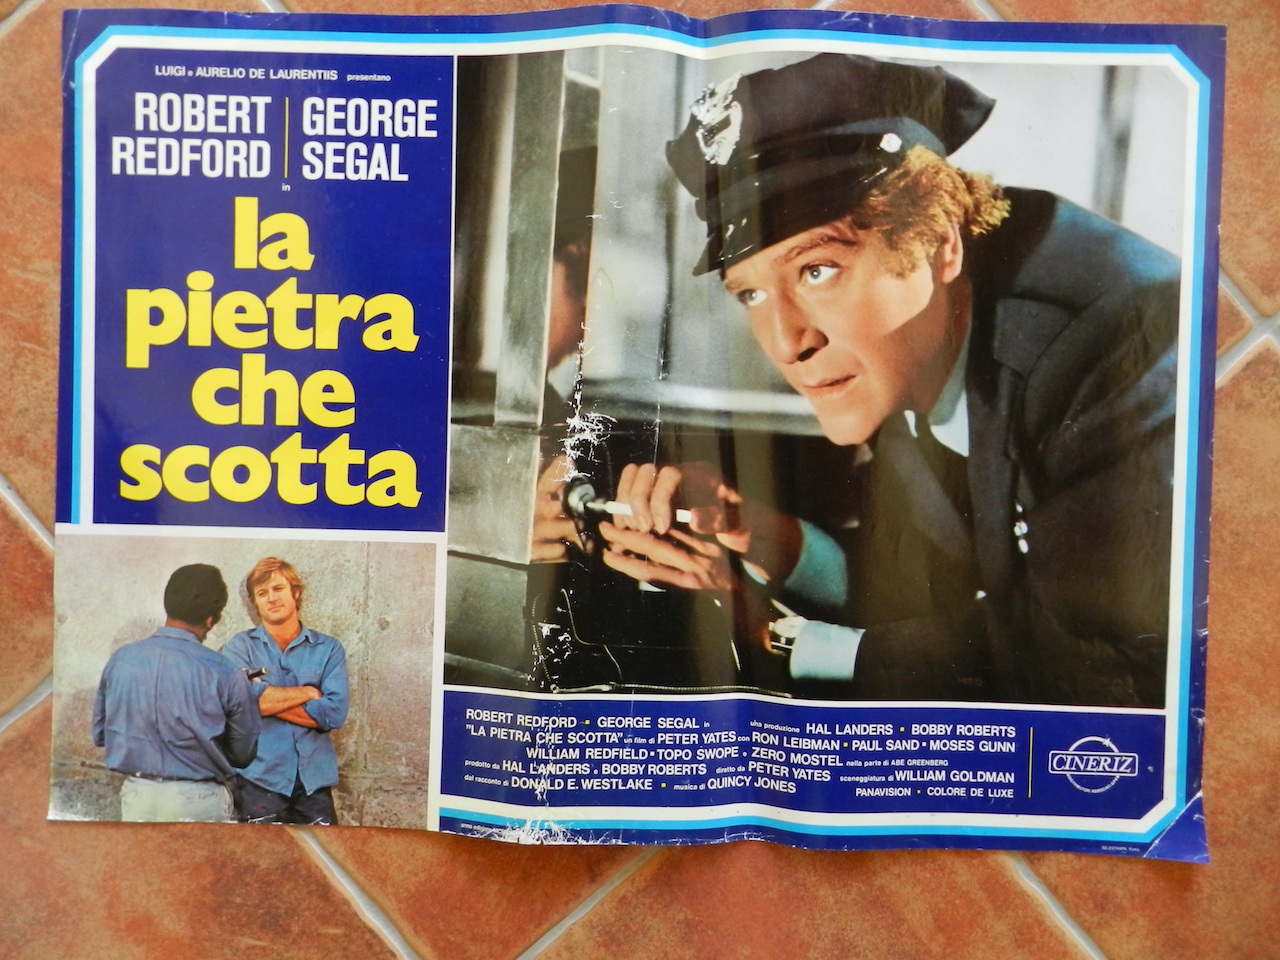 LUIGI e AURELIO DE LAURENTIIS presentano
ROBERT REDFORD
GEORGE SEGAL
in
la
pietra
che
scotta
ROBERT REDFORD - GEORGE SEGAL in una produzione HAL LANDERS - BOBBY ROBERTS
"LA PIETRA CHE SCOTTA" un film di PETER YATES con RON LEIBMAN - PAUL SAND - MOSES GUNN
WILLIAM REDFIELD - TOPO SWOPE e ZERO MOSTEL nella parte di ABE GREENBERG
prodotto da HAL LANDERS e BOBBY ROBERTS diretto da PETER YATES sceneggiatura di WILLIAM GOLDMAN
dal racconto di DONALD E. WESTLAKE - musica di QUINCY JONES PANAVISION - COLORE DE LUXE
CINERIZ